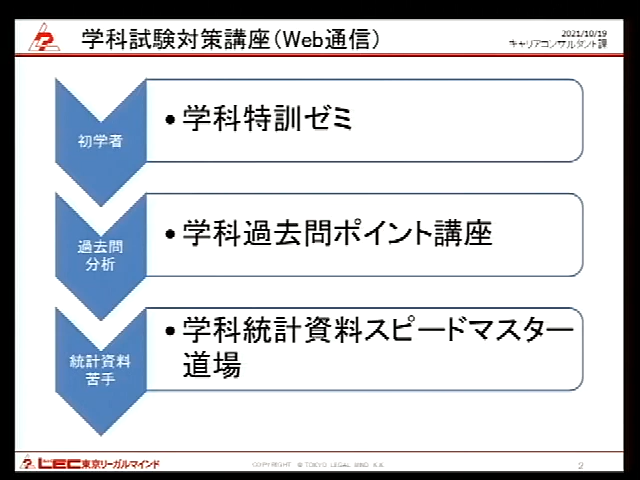 学科試験対策講座(Web通信)
2021/10/19
キャリアコンサルタント課
初学者
・学科特訓ゼミ
過去問
分析
・学科過去問ポイント講座
統計資料
苦手
・学科統計資料スピードマスター
道場
LEC東京リーガルマインド
COPYRIGHT © TOKYO LEGAL MIND K.K
2